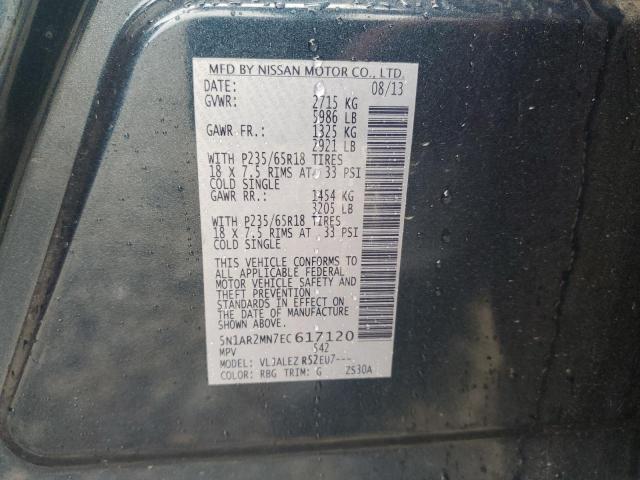 MFD BY NISSAN MOTOR CO., LTD.
DATE: 08/13
GVWR: 2715 KG
5986 LB
GAWR FR.: 1325 KG
2921 LB
WITH P235/65R18 TIRES
18 X 7.5 RIMS AT 33 PSI
COLD SINGLE
GAWR RR.: 1454 KG
3205 LB
WITH P235/65R18 TIRES
18 X 7.5 RIMS AT 33 PSI
COLD SINGLE
THIS VEHICLE CONFORMS TO
ALL APPLICABLE FEDERAL
MOTOR VEHICLE SAFETY AND
THEFT PREVENTION
STANDARDS IN EFFECT ON
THE DATE OF MANUFACTURE
SHOWN ABOVE.
5N1AR2MN7EC617120
MPV 542
MODEL: VLJALEZ R52EU7---
COLOR: RBG TRIM: G ZS30A